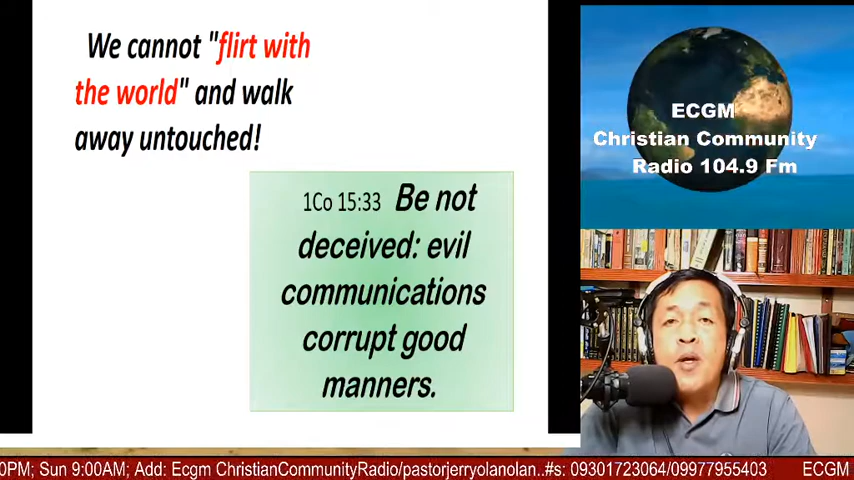 We cannot "flirt with
the world" and walk
away untouched!
1Co 15:33 Be not
deceived: evil
communications
corrupt good
manners.
ECGM
Christian Community
Radio 104.9 Fm
0PM; Sun 9:00AM; Add: Ecgm ChristianCommunityRadio/pastorjerryolanolan..#s: 09301723064/09977955403 ECGM